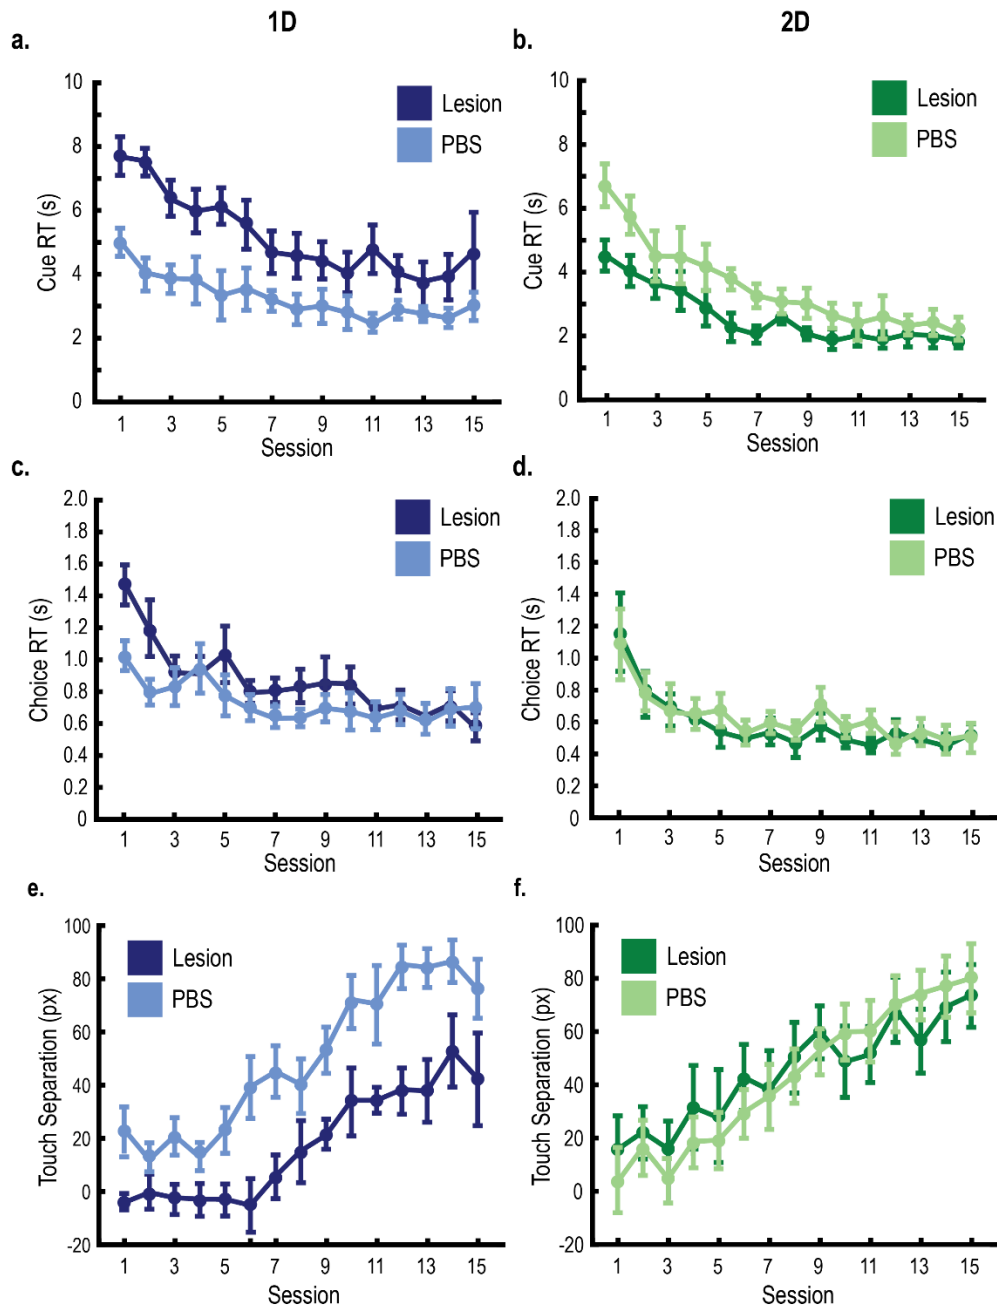 1D
2D
a.
b.
10
8
6
4
2
0
Cue RT (s)
Lesion
PBS
1 3 5 7 9 11 13 15
Session
10
8
6
4
2
0
Cue RT (s)
Lesion
PBS
1 3 5 7 9 11 13 15
Session
c.
d.
2.0
1.8
1.6
1.4
1.2
1.0
0.8
0.6
0.4
0.2
0
Choice RT (s)
Lesion
PBS
1 3 5 7 9 11 13 15
Session
2.0
1.8
1.6
1.4
1.2
1.0
0.8
0.6
0.4
0.2
0
Choice RT (s)
Lesion
PBS
1 3 5 7 9 11 13 15
Session
e.
f.
100
80
60
40
20
0
-20
Touch Separation (px)
Lesion
PBS
1 3 5 7 9 11 13 15
Session
100
80
60
40
20
0
-20
Touch Separation (px)
Lesion
PBS
1 3 5 7 9 11 13 15
Session